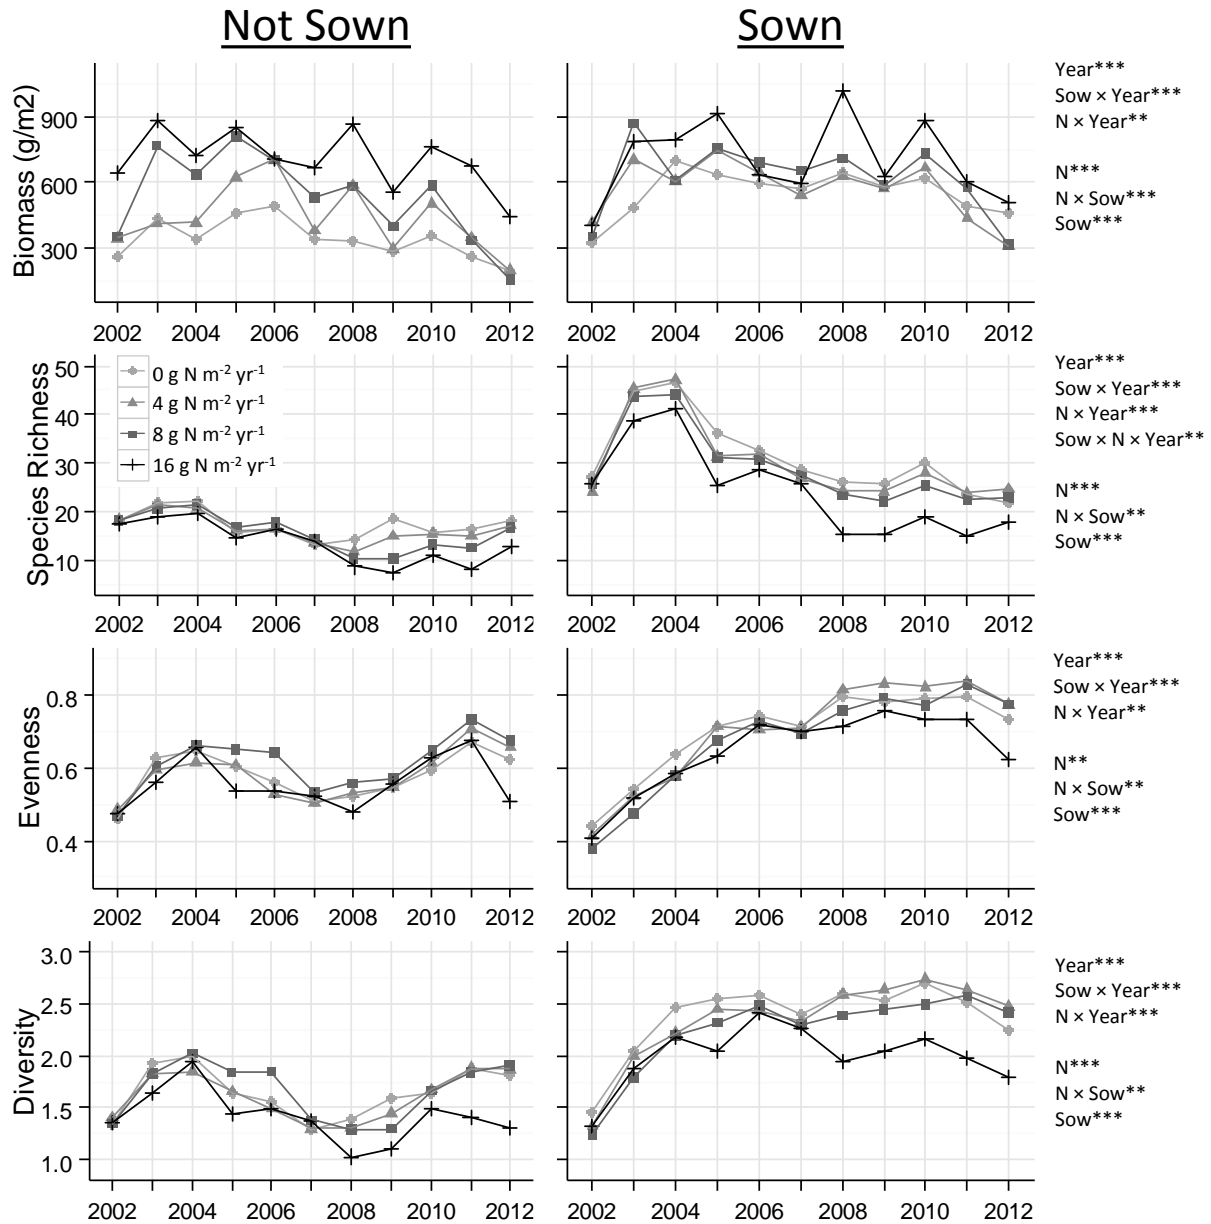 Not Sown
Sown
Biomass (g/m2)
900
600
300
2002 2004 2006 2008 2010 2012
2002 2004 2006 2008 2010 2012
Year***
Sow × Year***
N × Year**
N***
N × Sow***
Sow***
Species Richness
50
40
30
20
10
0 g N m⁻² yr⁻¹
4 g N m⁻² yr⁻¹
8 g N m⁻² yr⁻¹
16 g N m⁻² yr⁻¹
2002 2004 2006 2008 2010 2012
2002 2004 2006 2008 2010 2012
Year***
Sow × Year***
N × Year***
Sow × N × Year**
N***
N × Sow**
Sow***
Evenness
0.8
0.6
0.4
2002 2004 2006 2008 2010 2012
2002 2004 2006 2008 2010 2012
Year***
Sow × Year***
N × Year**
N**
N × Sow**
Sow***
Diversity
3.0
2.5
2.0
1.5
1.0
2002 2004 2006 2008 2010 2012
2002 2004 2006 2008 2010 2012
Year***
Sow × Year***
N × Year***
N***
N × Sow**
Sow***